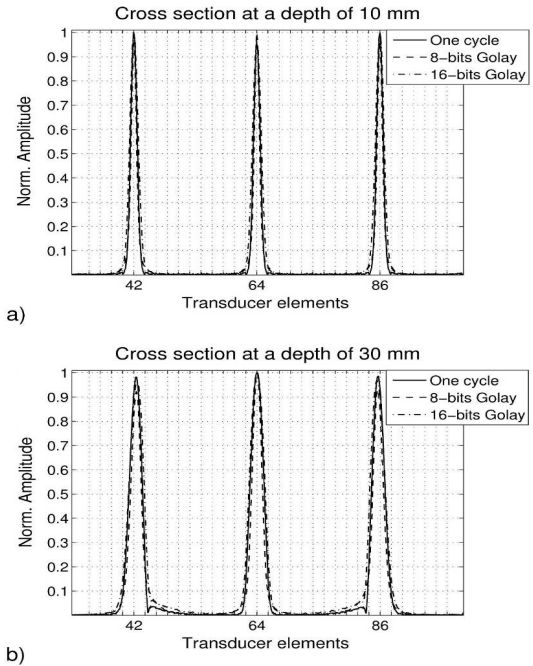 Cross section at a depth of 10 mm
One cycle
8-bits Golay
16-bits Golay
Norm. Amplitude
1
0.9
0.8
0.7
0.6
0.5
0.4
0.3
0.2
0.1
42 64 86
Transducer elements
a)
Cross section at a depth of 30 mm
One cycle
8-bits Golay
16-bits Golay
Norm. Amplitude
1
0.9
0.8
0.7
0.6
0.5
0.4
0.3
0.2
0.1
42 64 86
Transducer elements
b)